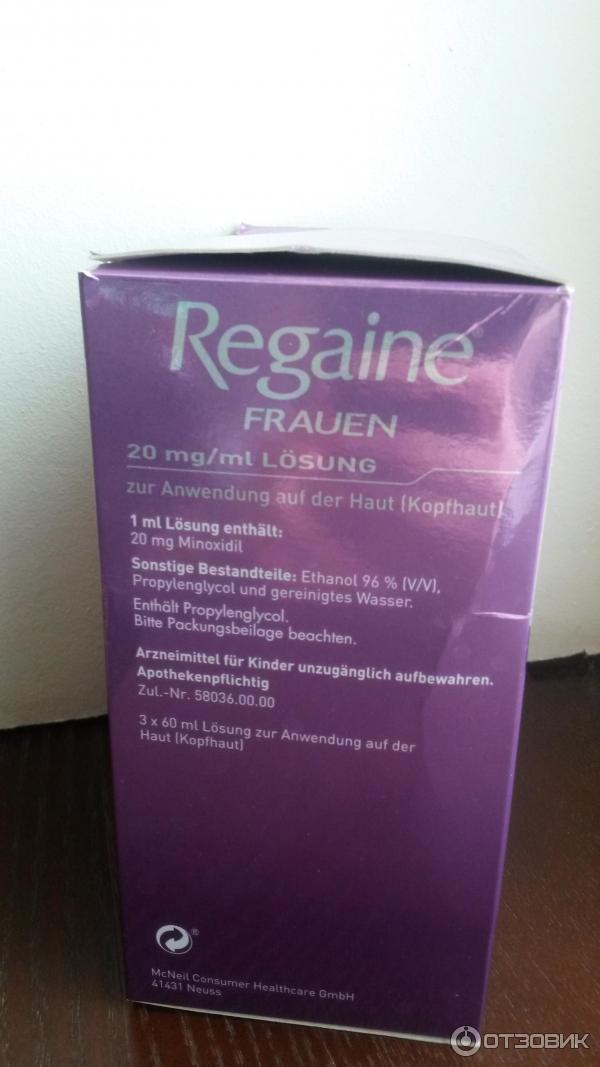 Regaine®
FRAUEN
20 mg/ml LÖSUNG
zur Anwendung auf der Haut (Kopfhaut)
1 ml Lösung enthält:
20 mg Minoxidil
Sonstige Bestandteile: Ethanol 96 % (V/V),
Propylenglycol und gereinigtes Wasser.
Enthält Propylenglycol.
Bitte Packungsbeilage beachten.
Arzneimittel für Kinder unzugänglich aufbewahren.
Apothekenpflichtig
Zul.-Nr. 58036.00.00
3 x 60 ml Lösung zur Anwendung auf der
Haut (Kopfhaut)
®
McNeil Consumer Healthcare GmbH
41431 Neuss
ОТЗОВИК